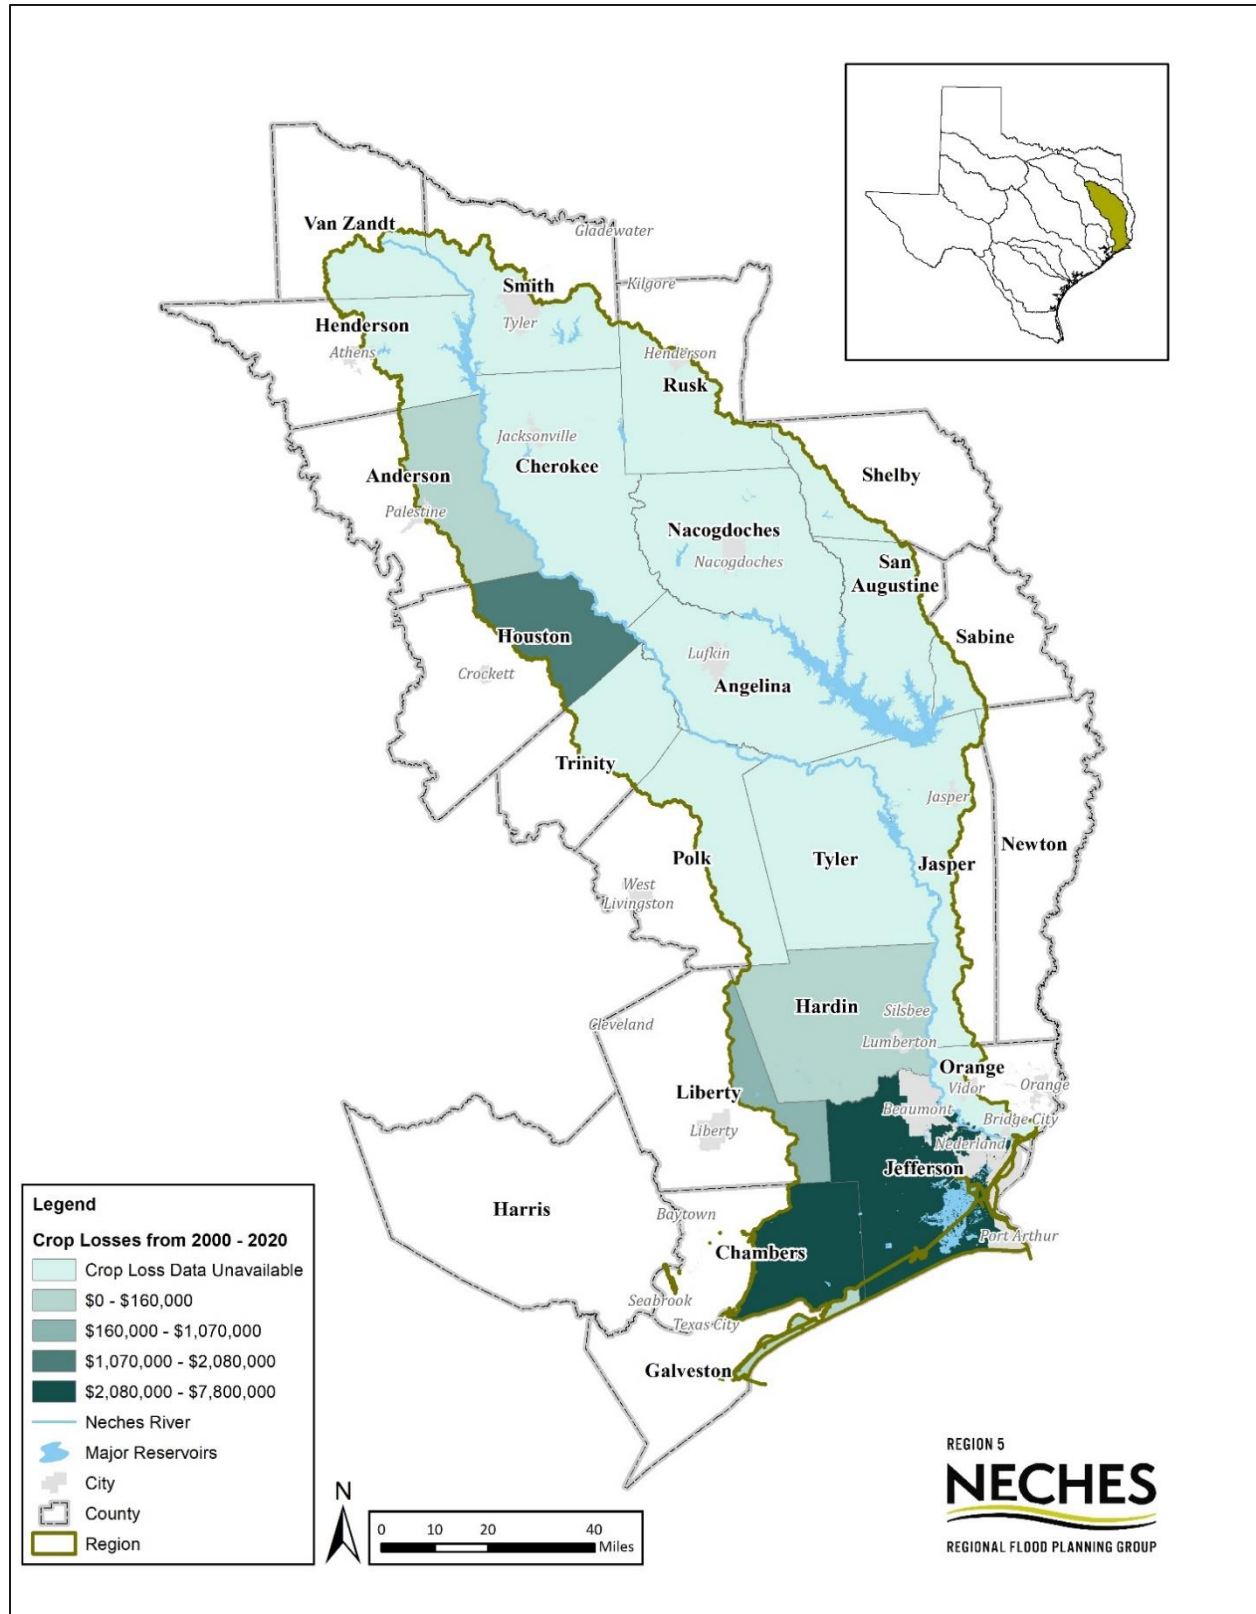 Van Zandt
Gladewater
Smith
Kilgore
Tyler
Henderson
Athens
Henderson
Rusk
Jacksonville
Cherokee
Anderson
Shelby
Palestine
Nacogdoches
Nacogdoches
San
Augustine
Houston
Sabine
Crockett
Lufkin
Angelina
Trinity
Jasper
Newton
Polk
Tyler
Jasper
West
Livingston
Hardin
Silsbee
Cleveland
Lumberton
Orange
Vidor
Orange
Liberty
Beaumont
Bridge City
Liberty
Nederland
Jefferson
Harris
Baytown
Port Arthur
Chambers
Seabrook
Texas City
Galveston
Legend
Crop Losses from 2000 - 2020
Crop Loss Data Unavailable
$0 - $160,000
$160,000 - $1,070,000
$1,070,000 - $2,080,000
$2,080,000 - $7,800,000
Neches River
Major Reservoirs
City
County
Region
N
0 10 20 40
Miles
REGION 5
NECHES
REGIONAL FLOOD PLANNING GROUP